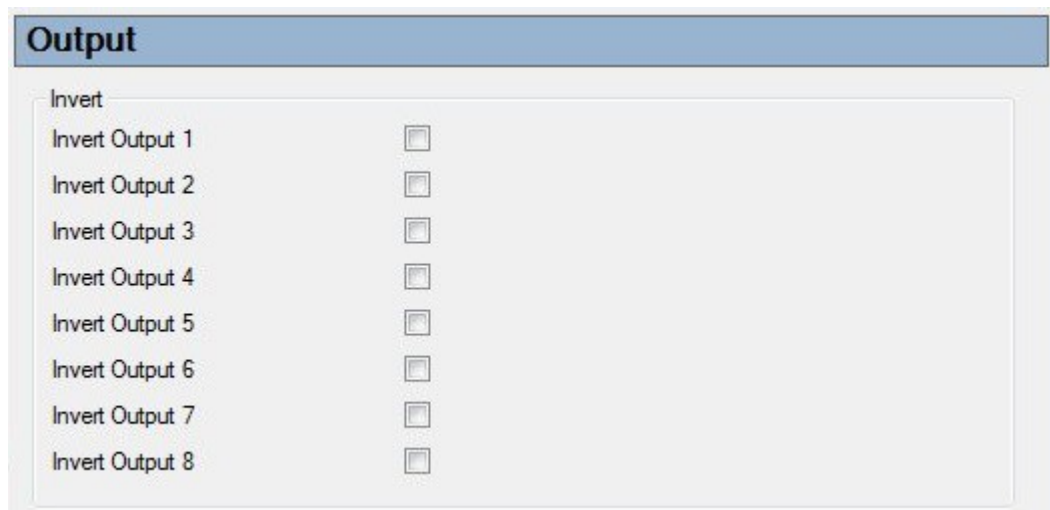 Output
Invert
Invert Output 1
Invert Output 2
Invert Output 3
Invert Output 4
Invert Output 5
Invert Output 6
Invert Output 7
Invert Output 8